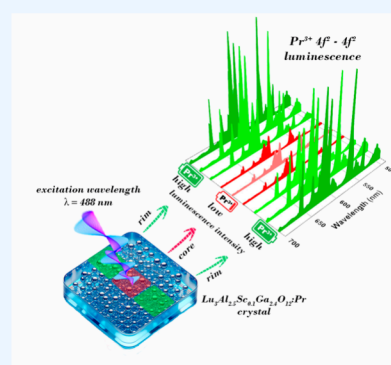 Pr³⁺ 4f² - 4f²
luminescence
excitation wavelength
λ = 488 nm
high
Pr³⁺
low
Pr³⁺
high
Pr³⁺
luminescence intensity
rim
core
rim
700
650
600
550
Wavelength (nm)
Lu₃Al₂.₅Sc₀.₁Ga₂.₄O₁₂:Pr
crystal